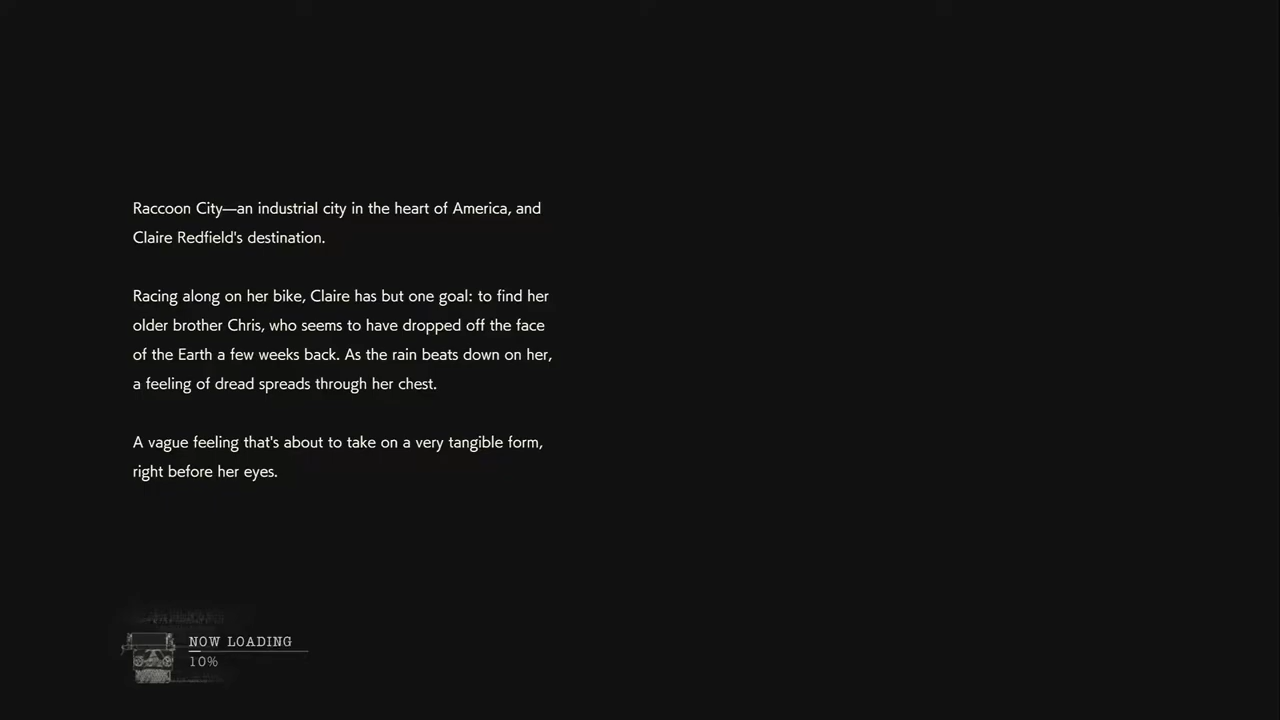 Raccoon City—an industrial city in the heart of America, and
Claire Redfield's destination.
Racing along on her bike, Claire has but one goal: to find her
older brother Chris, who seems to have dropped off the face
of the Earth a few weeks back. As the rain beats down on her,
a feeling of dread spreads through her chest.
A vague feeling that's about to take on a very tangible form,
right before her eyes.
NOW LOADING
10%